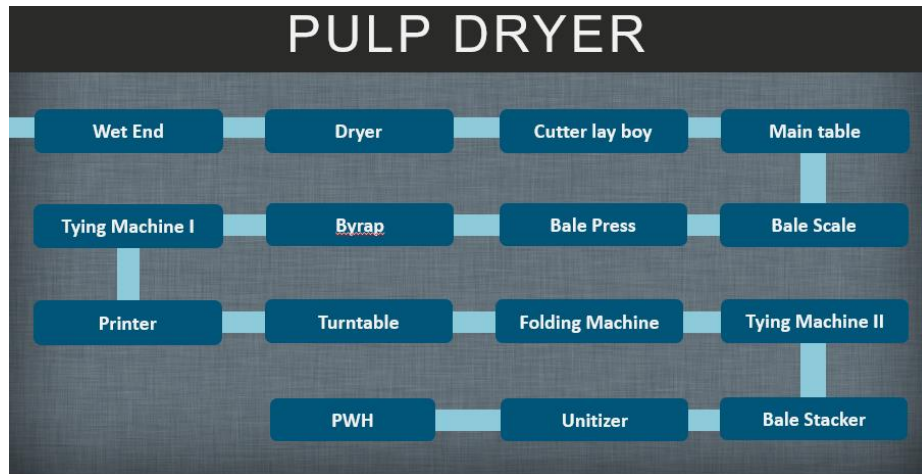 PULP DRYER
Wet End
Dryer
Cutter lay boy
Main table
Tying Machine I
Byrap
Bale Press
Bale Scale
Printer
Turntable
Folding Machine
Tying Machine II
PWH
Unitizer
Bale Stacker